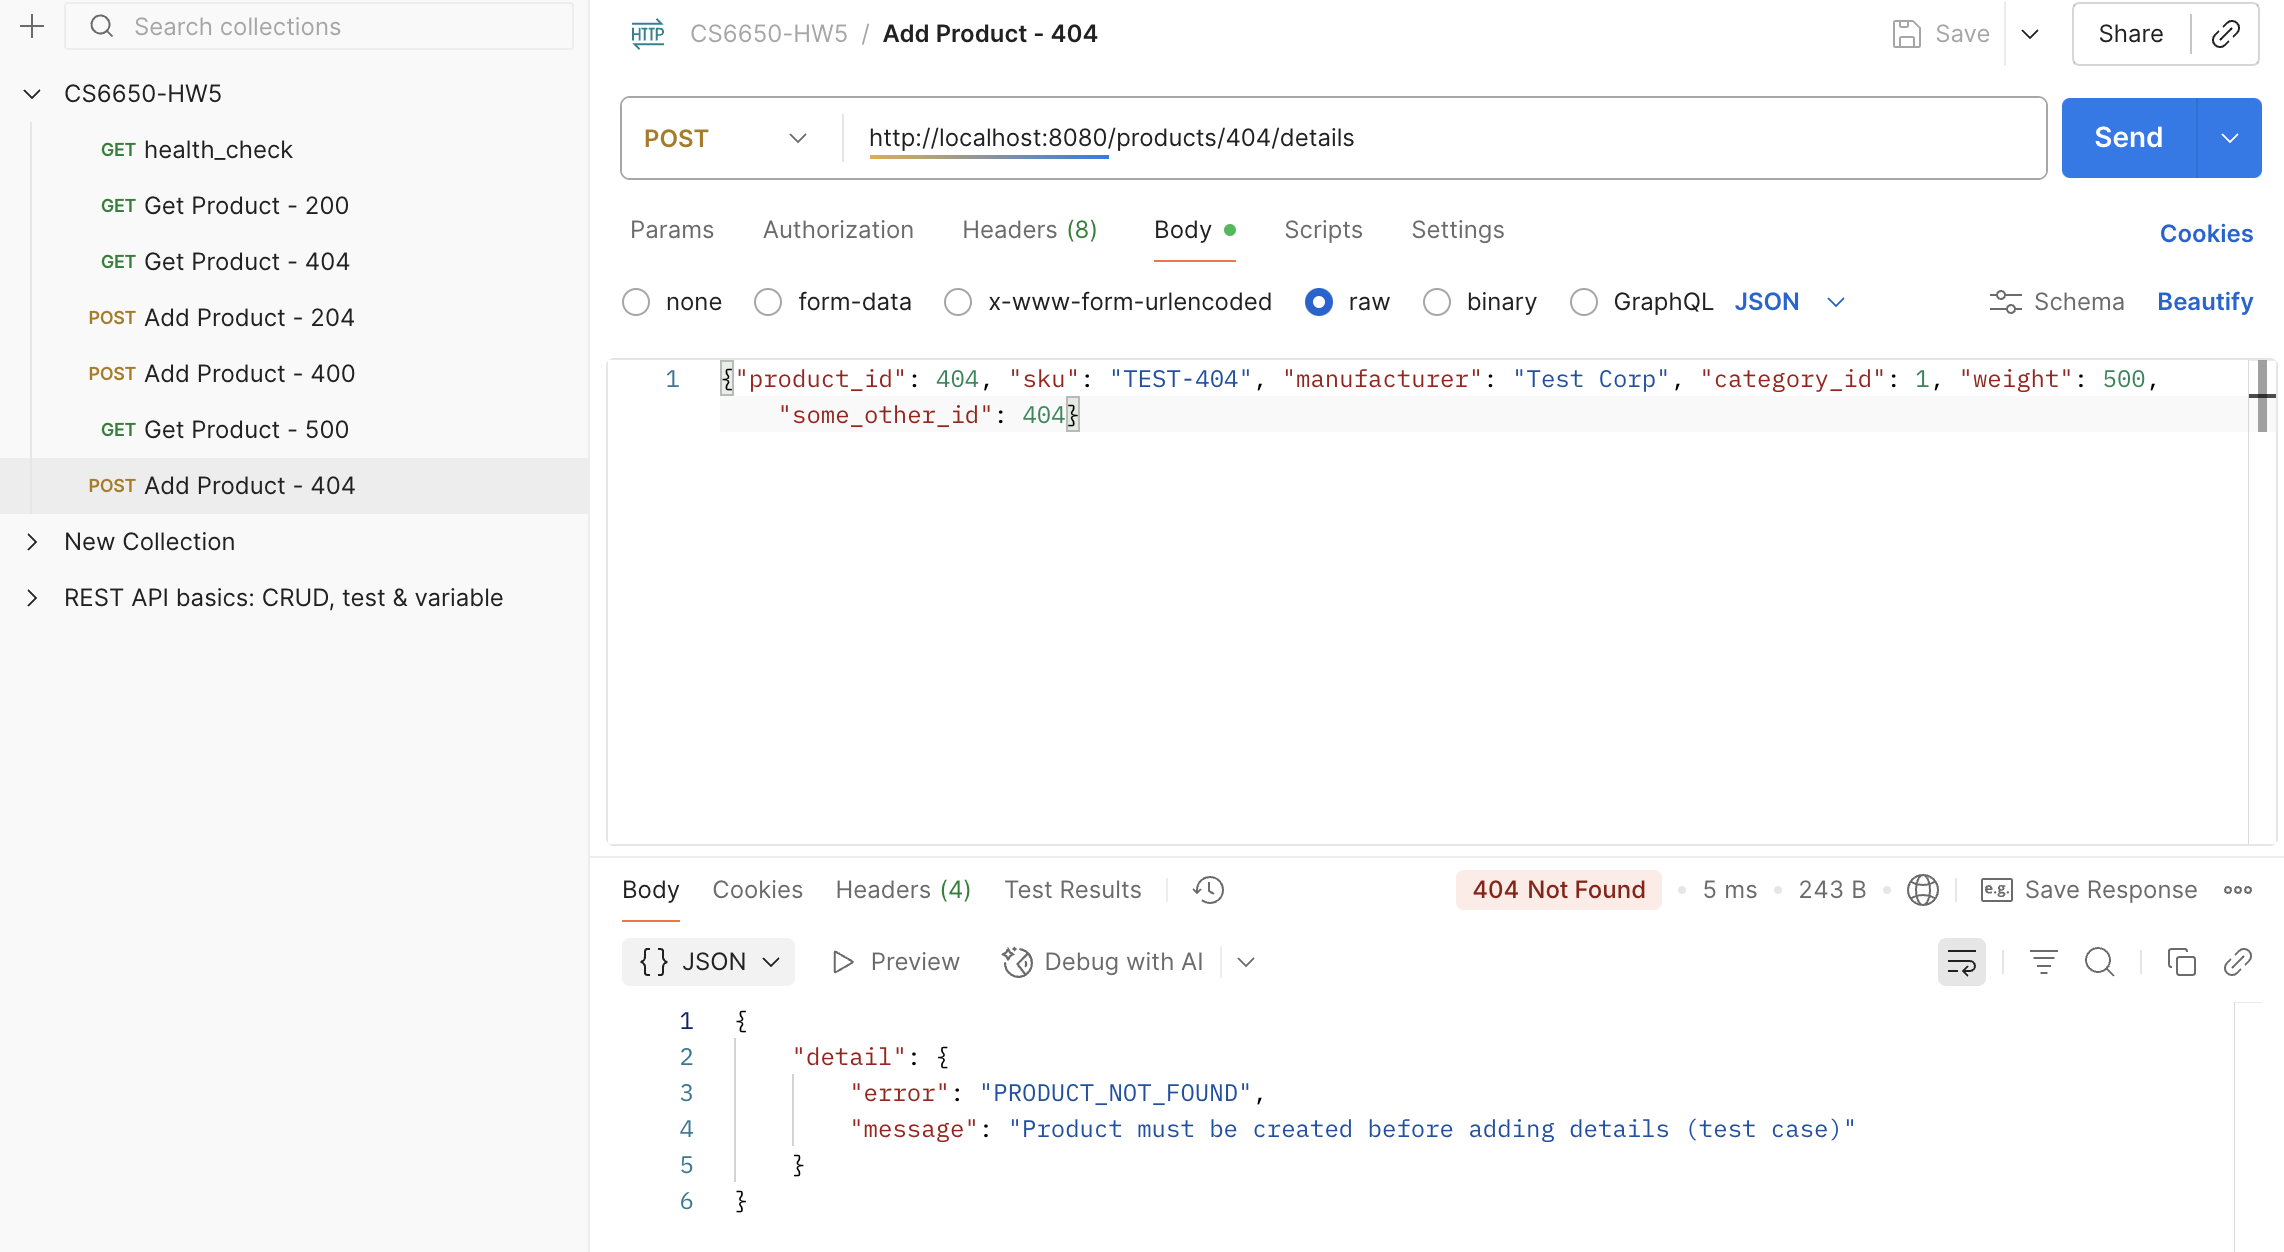 Search collections
CS6650-HW5
GET health_check
GET Get Product - 200
GET Get Product - 404
POST Add Product - 204
POST Add Product - 400
GET Get Product - 500
POST Add Product - 404
New Collection
REST API basics: CRUD, test & variable
HTTP CS6650-HW5 / Add Product - 404
Save
Share
POST http://localhost:8080/products/404/details
Send
Params Authorization Headers (8) Body Scripts Settings Cookies
none form-data x-www-form-urlencoded raw binary GraphQL JSON Schema Beautify
1 {"product_id": 404, "sku": "TEST-404", "manufacturer": "Test Corp", "category_id": 1, "weight": 500,
"some_other_id": 404}
Body Cookies Headers (4) Test Results 404 Not Found • 5 ms • 243 B • e.g. Save Response
{} JSON Preview Debug with AI
1 {
2 "detail": {
3 "error": "PRODUCT_NOT_FOUND",
4 "message": "Product must be created before adding details (test case)"
5 }
6 }